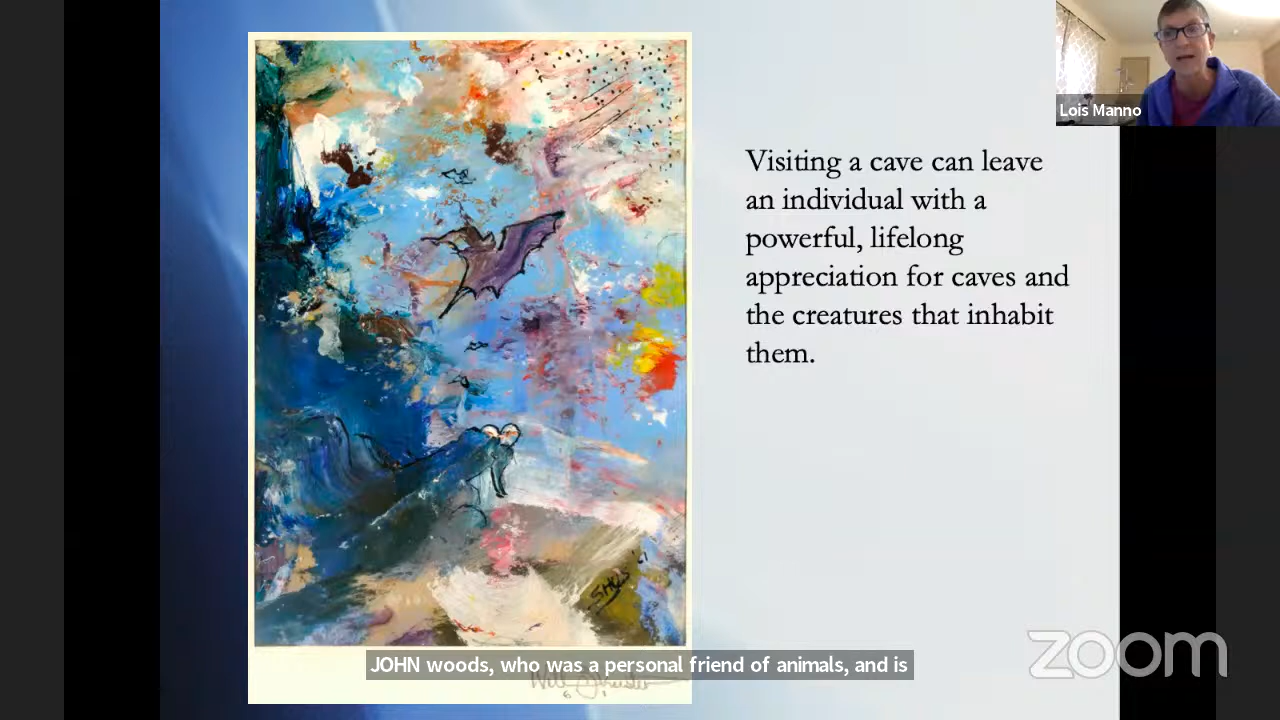 Lois Manno
Visiting a cave can leave
an individual with a
powerful, lifelong
appreciation for caves and
the creatures that inhabit
them.
JOHN woods, who was a personal friend of animals, and is
zoom